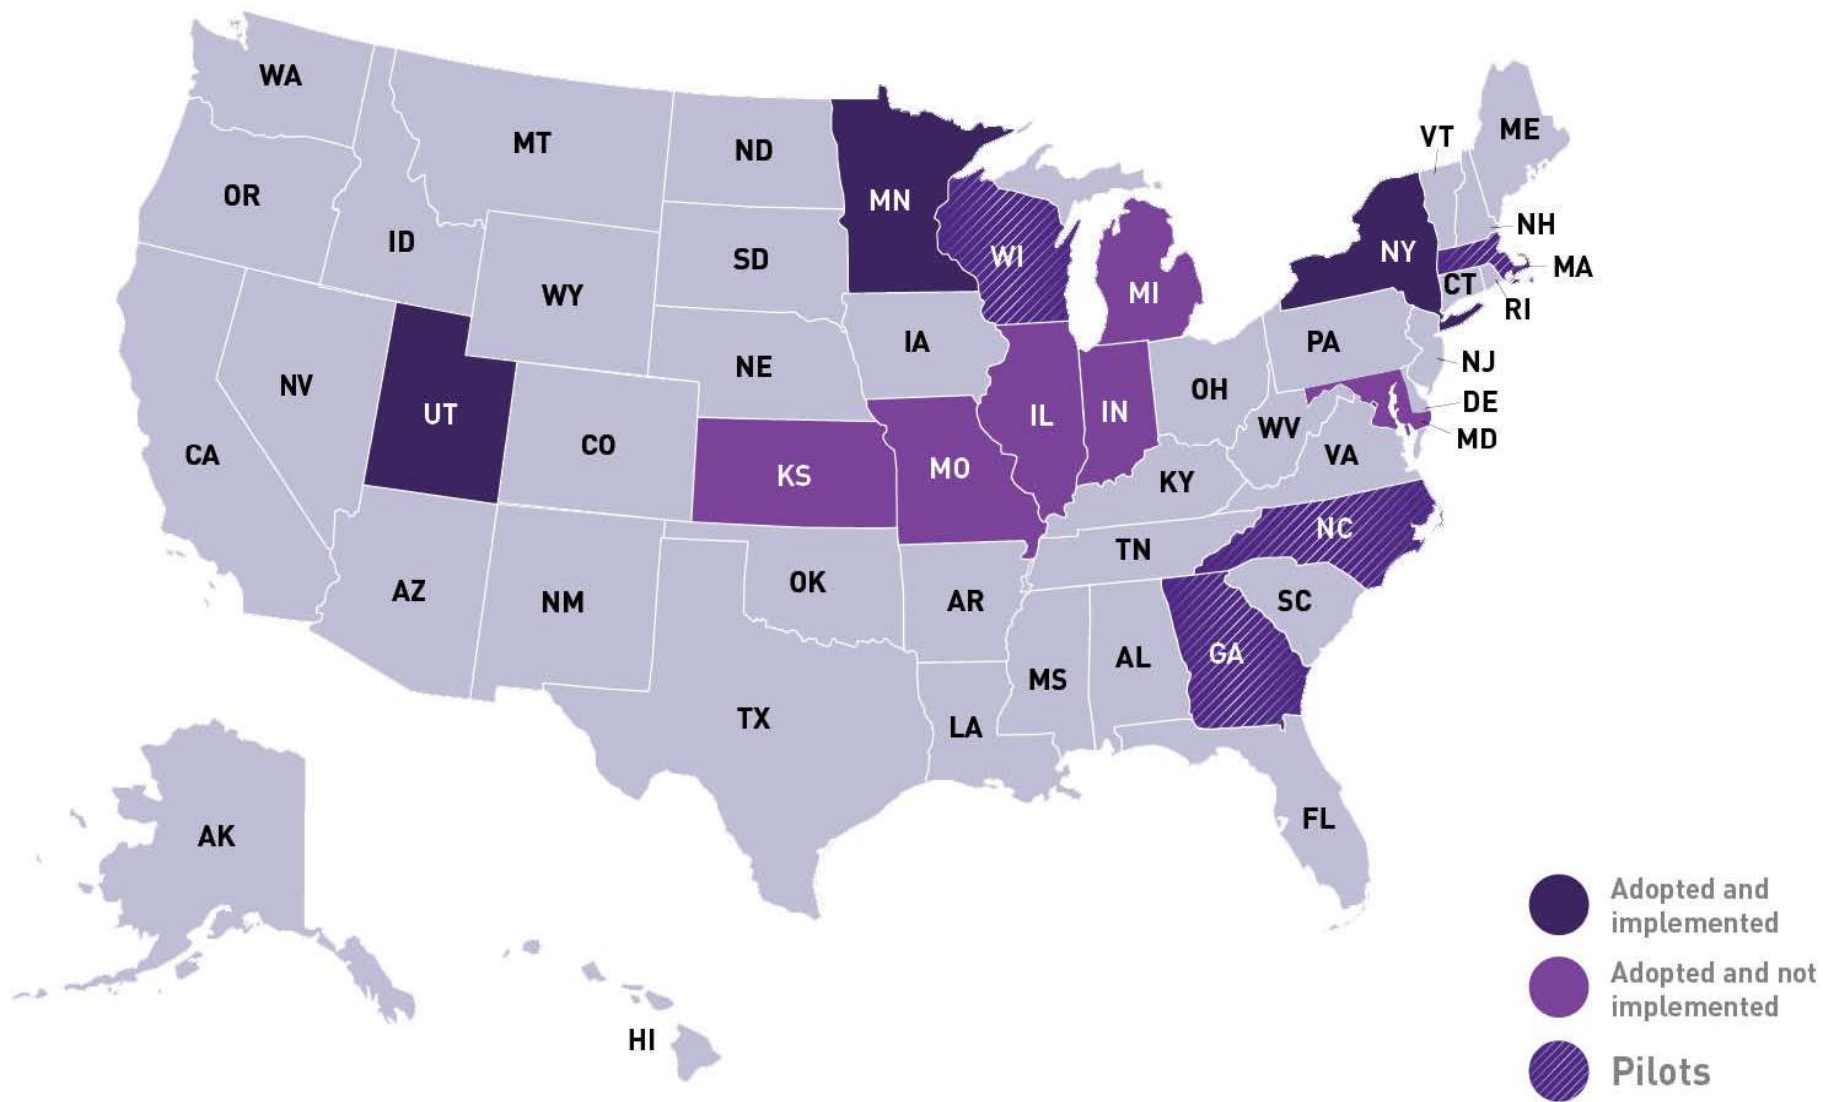 WA
MT
ND
MN
VT
ME
OR
ID
SD
WI
NY
NH
MA
WY
MI
CT
RI
NV
UT
NE
IA
PA
NJ
CO
IL
IN
OH
DE
MD
CA
KS
MO
WV
VA
KY
AZ
NM
OK
AR
TN
NC
SC
TX
LA
MS
AL
GA
FL
AK
HI
Adopted and
implemented
Adopted and not
implemented
Pilots